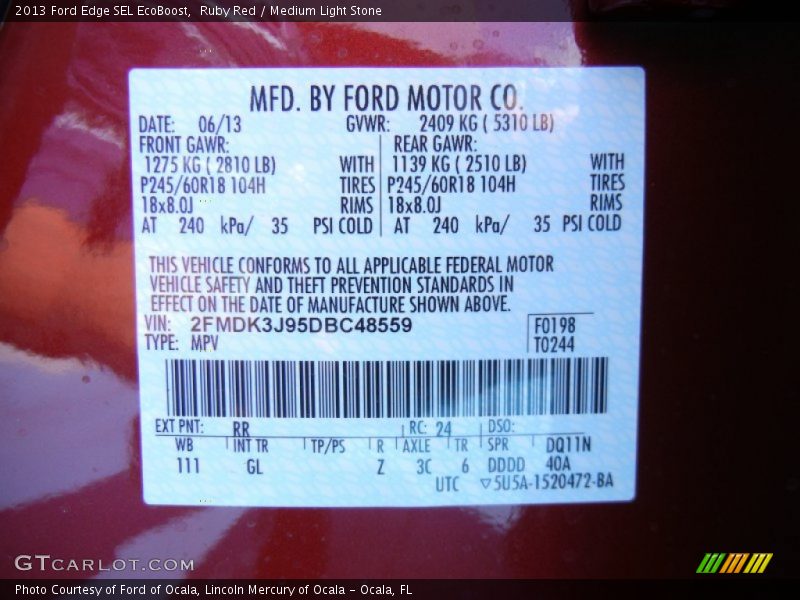 2013 Ford Edge SEL EcoBoost, Ruby Red / Medium Light Stone
MFD. BY FORD MOTOR CO.
DATE: 06/13 GVWR: 2409 KG ( 5310 LB)
FRONT GAWR: REAR GAWR:
1275 KG ( 2810 LB) WITH 1139 KG ( 2510 LB) WITH
P245/60R18 104H TIRES P245/60R18 104H TIRES
18x8.0J RIMS 18x8.0J RIMS
AT 240 kPa/ 35 PSI COLD AT 240 kPa/ 35 PSI COLD
THIS VEHICLE CONFORMS TO ALL APPLICABLE FEDERAL MOTOR
VEHICLE SAFETY AND THEFT PREVENTION STANDARDS IN
EFFECT ON THE DATE OF MANUFACTURE SHOWN ABOVE.
VIN: 2FMDK3J95DBC48559 F0198
TYPE: MPV T0244
EXT PNT: RR RC: 24 DSO:
WB INT TR TP/PS R AXLE TR SPR DQ11N
111 GL Z 3C 6 DDDD 40A
UTC ▽5U5A-1520472-BA
GTCARLOT.COM
Photo Courtesy of Ford of Ocala, Lincoln Mercury of Ocala - Ocala, FL